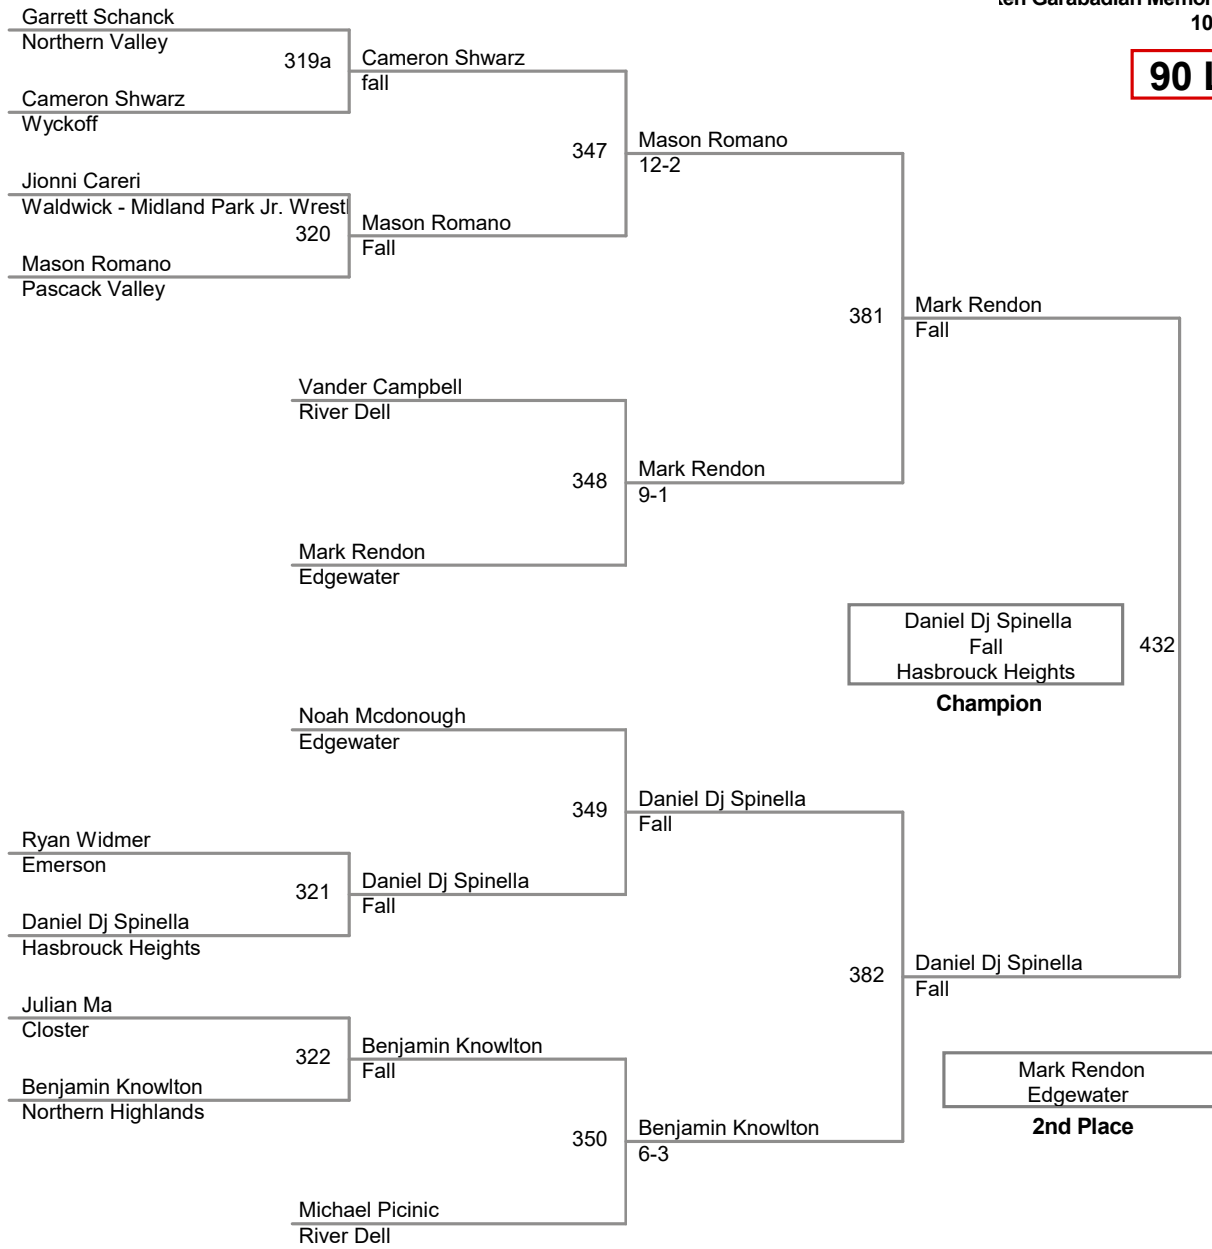 Garabadian Memor
10
90
Garrett Schanck
Northern Valley
319a
Cameron Shwarz
fall
Cameron Shwarz
Wyckoff
347
Mason Romano
12-2
Jionni Careri
Waldwick - Midland Park Jr. Wrestl
320
Mason Romano
Fall
Mason Romano
Pascack Valley
381
Mark Rendon
Fall
Vander Campbell
River Dell
348
Mark Rendon
9-1
Mark Rendon
Edgewater
Daniel Dj Spinella
Fall
Hasbrouck Heights
432
Champion
Noah Mcdonough
Edgewater
349
Daniel Dj Spinella
Fall
Ryan Widmer
Emerson
321
Daniel Dj Spinella
Fall
Daniel Dj Spinella
Hasbrouck Heights
382
Daniel Dj Spinella
Fall
Julian Ma
Closter
322
Benjamin Knowlton
Fall
Benjamin Knowlton
Northern Highlands
Mark Rendon
Edgewater
2nd Place
350
Benjamin Knowlton
6-3
Michael Picinic
River Dell